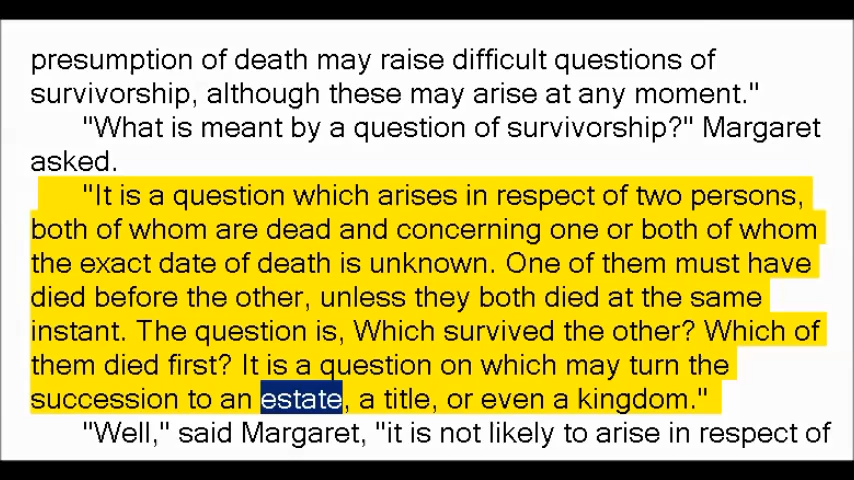 presumption of death may raise difficult questions of
survivorship, although these may arise at any moment."
"What is meant by a question of survivorship?" Margaret
asked.
"It is a question which arises in respect of two persons,
both of whom are dead and concerning one or both of whom
the exact date of death is unknown. One of them must have
died before the other, unless they both died at the same
instant. The question is, Which survived the other? Which of
them died first? It is a question on which may turn the
succession to an estate, a title, or even a kingdom."
"Well," said Margaret, "it is not likely to arise in respect of